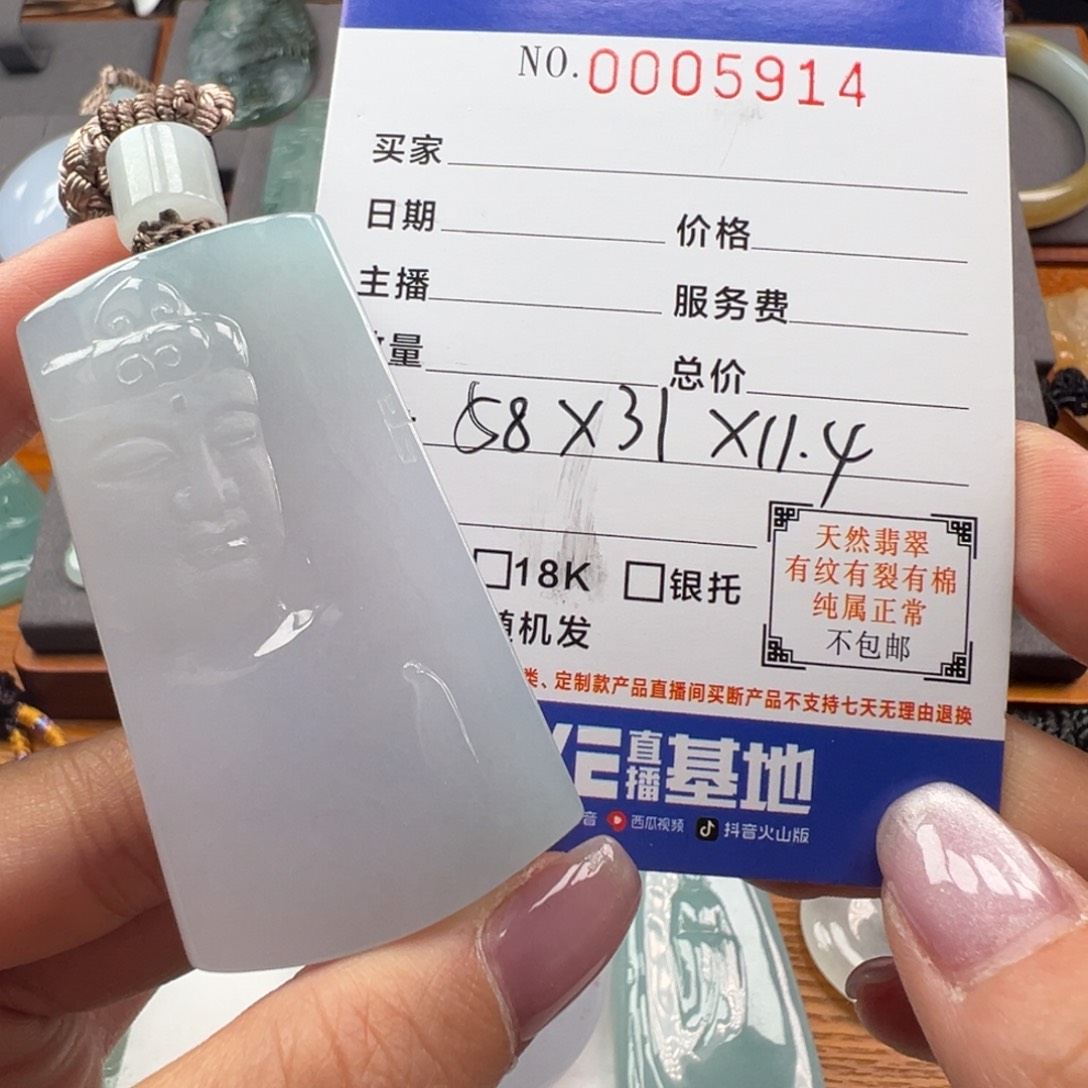 NO.0005914
买家
日期 价格
主播 服务费
量 总价
58×31×11.4
18K 银托
机发
天然翡翠
有纹有裂有棉
纯属正常
不包邮
类、定制款产品直播间买断产品不支持七天无理由退换
直播基地
音 西瓜视频 抖音火山版